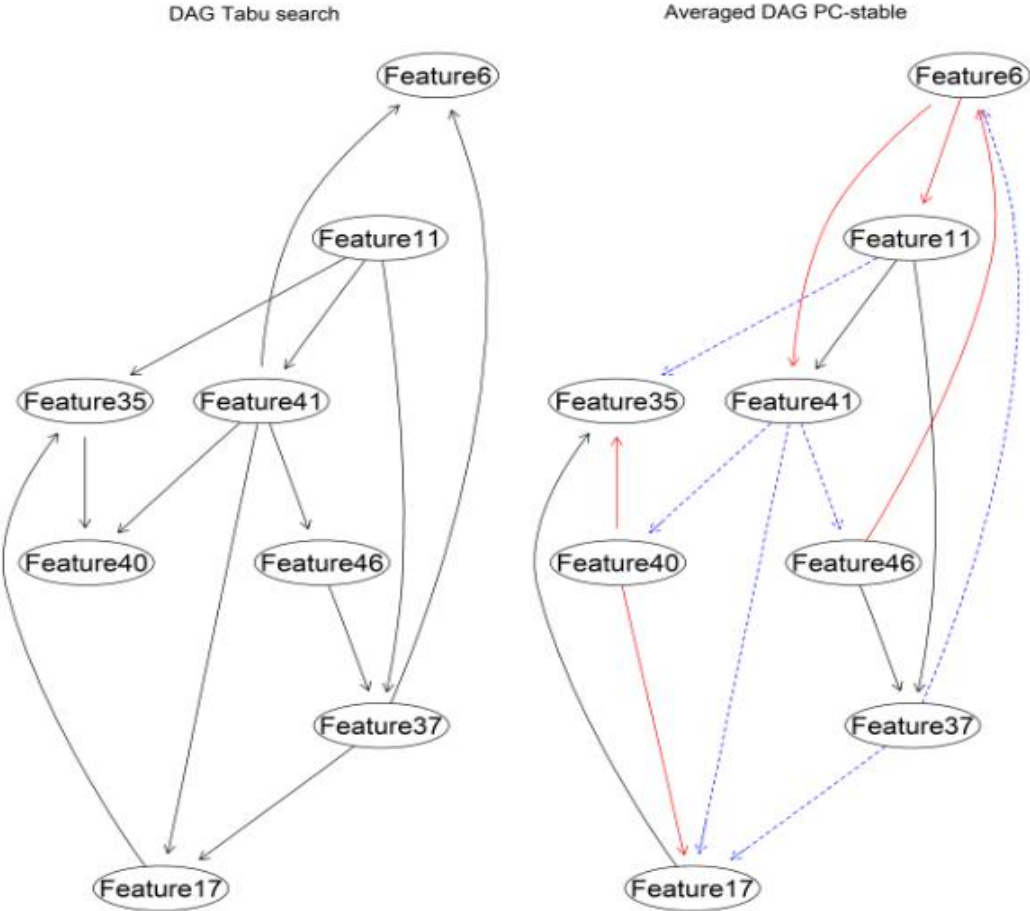 DAG Tabu search
Feature6
Feature11
Feature35
Feature41
Feature40
Feature46
Feature37
Feature17
Averaged DAG PC-stable
Feature6
Feature11
Feature35
Feature41
Feature40
Feature46
Feature37
Feature17